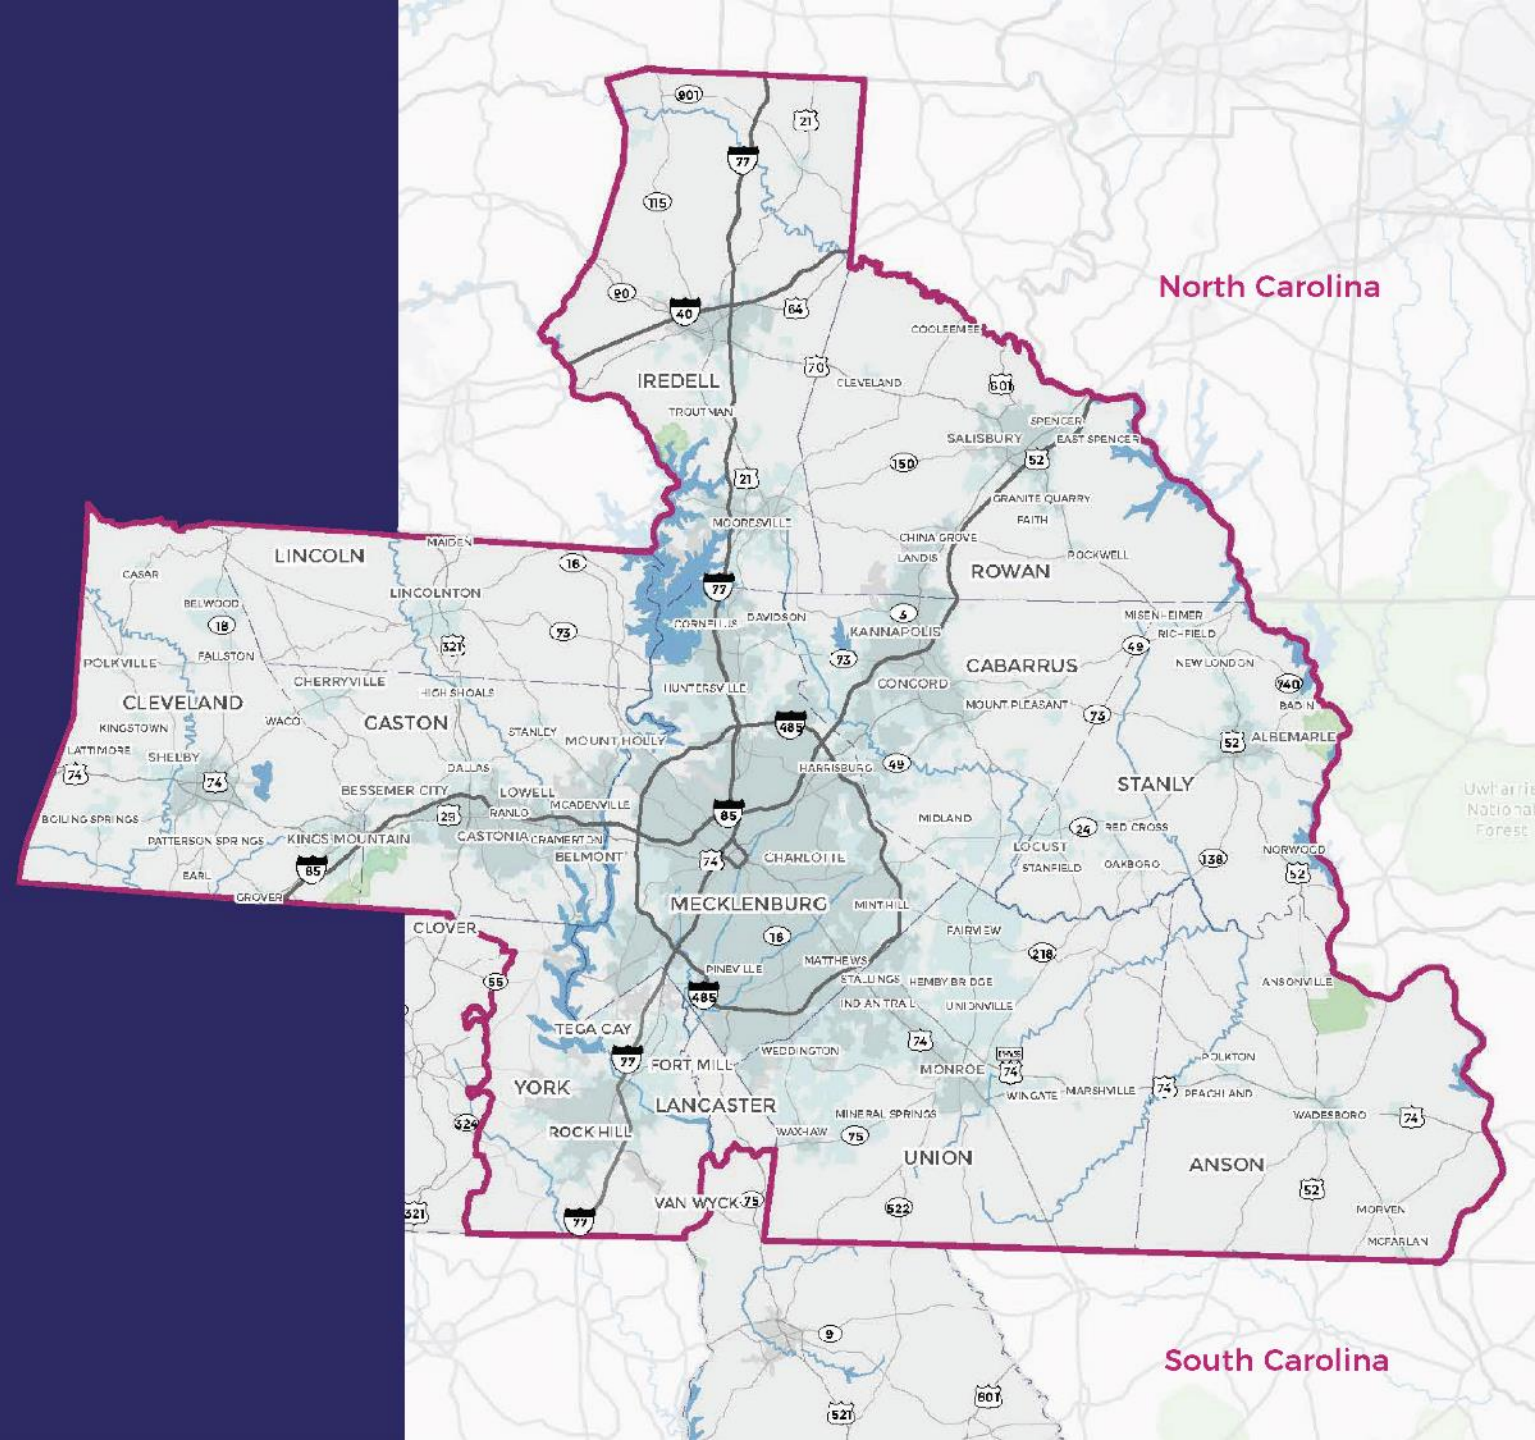 901
21
77
115
North Carolina
90
40
64
COOLEEMEE
70
IREDELL
CLEVELAND
601
TROUTMAN
SPENCER
SALISBURY
EAST SPENCER
52
150
21
GRANITE QUARRY
MOORESVILLE
FAITH
CHINA GROVE
MAIDEN
LINCOLN
LANDIS
ROCKWELL
16
CASAR
ROWAN
77
LINCOLNTON
BELWOOD
18
CORNELIUS
DAVIDSON
3
MISENHEIMER
73
KANNAPOLIS
RICHFIELD
321
49
FALLSTON
POLKVILLE
73
CABARRUS
NEW LONDON
CHERRYVILLE
HIGH SHOALS
HUNTERSVILLE
CONCORD
740
CLEVELAND
MOUNT PLEASANT
73
BADIN
WACO
GASTON
485
KINGSTOWN
STANLEY
MOUNT HOLLY
52
ALBEMARLE
LATTIMORE
SHELBY
74
DALLAS
HARRISBURG
49
74
STANLY
BESSEMER CITY
LOWELL
MCADENVILLE
Uwharrie
National
Forest
BOILING SPRINGS
29
RANLO
85
MIDLAND
24
RED CROSS
PATTERSON SPRINGS
KINGS MOUNTAIN
GASTONIA
CRAMERTON
BELMONT
74
CHARLOTTE
LOCUST
138
NORWOOD
85
STANFIELD
OAKBORO
52
EARL
GROVER
MECKLENBURG
MINT HILL
CLOVER
16
FAIRVIEW
218
MATTHEWS
PINEVILLE
55
STALLINGS
HEMBY BRIDGE
ANSONVILLE
485
INDIAN TRAIL
UNIONVILLE
TEGA CAY
74
77
FORT MILL
WEDDINGTON
MONROE
74
POLKTON
YORK
WINGATE
MARSHVILLE
74
PEACHLAND
LANCASTER
MINERAL SPRINGS
WADESBORO
74
324
ROCK HILL
WAXHAW
75
UNION
ANSON
52
VAN WYCK
75
522
MORVEN
321
77
MCFARLAN
9
South Carolina
601
521